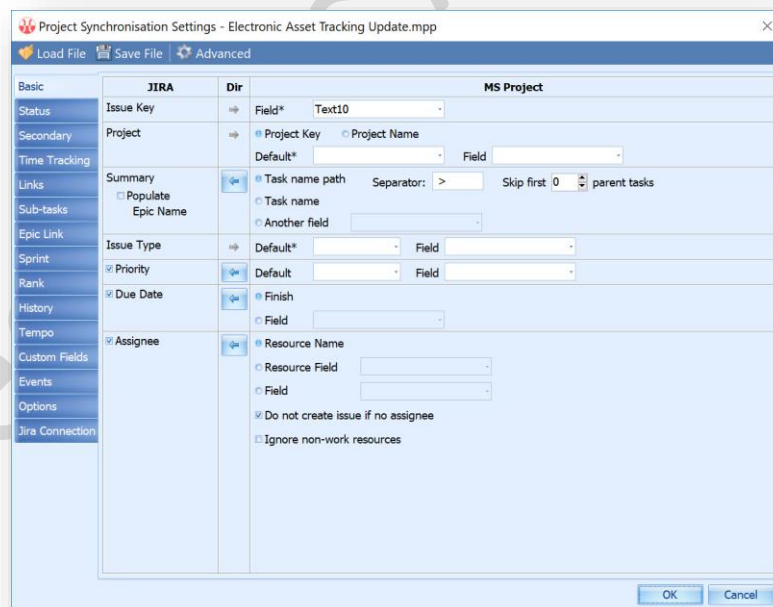 Project Synchronisation Settings - Electronic Asset Tracking Update.mpp
Load File Save File Advanced
Basic
Status
Secondary
Time Tracking
Links
Sub-tasks
Epic Link
Sprint
Rank
History
Tempo
Custom Fields
Events
Options
Jira Connection
JIRA Dir MS Project
Issue Key Field* Text10
Project Project Key Project Name
Default* Field
Summary Task name path Separator: > Skip first 0 parent tasks
Populate Task name
Epic Name Another field
Issue Type Default* Field
Priority Default Field
Due Date Finish
Field
Assignee Resource Name
Resource Field
Field
Do not create issue if no assignee
Ignore non-work resources
OK Cancel